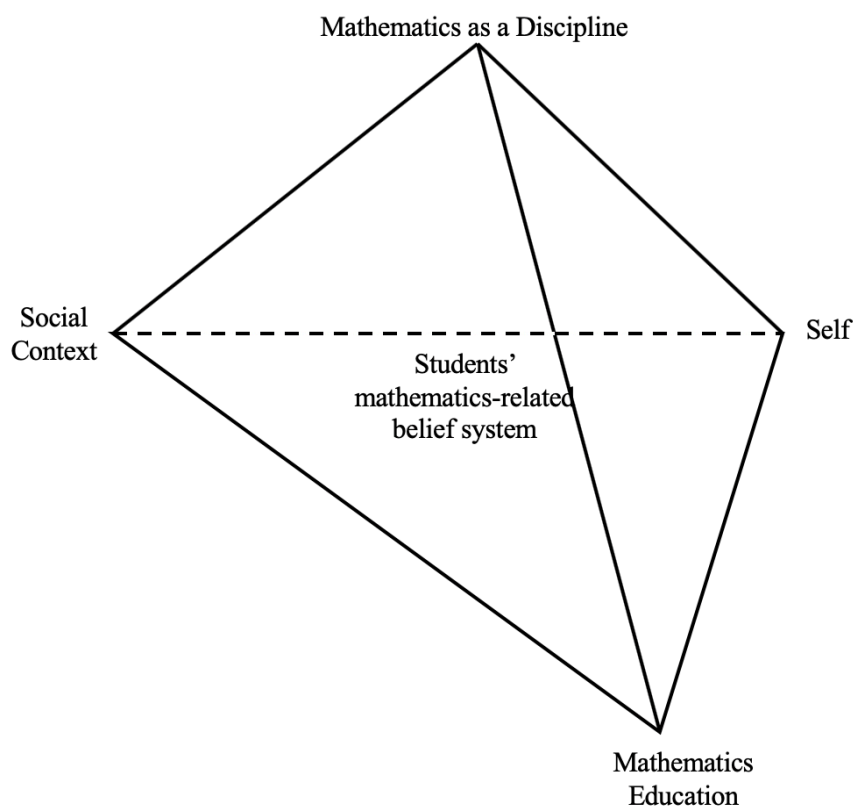 Mathematics as a Discipline
Social
Context
Self
Students’
mathematics-related
belief system
Mathematics
Education